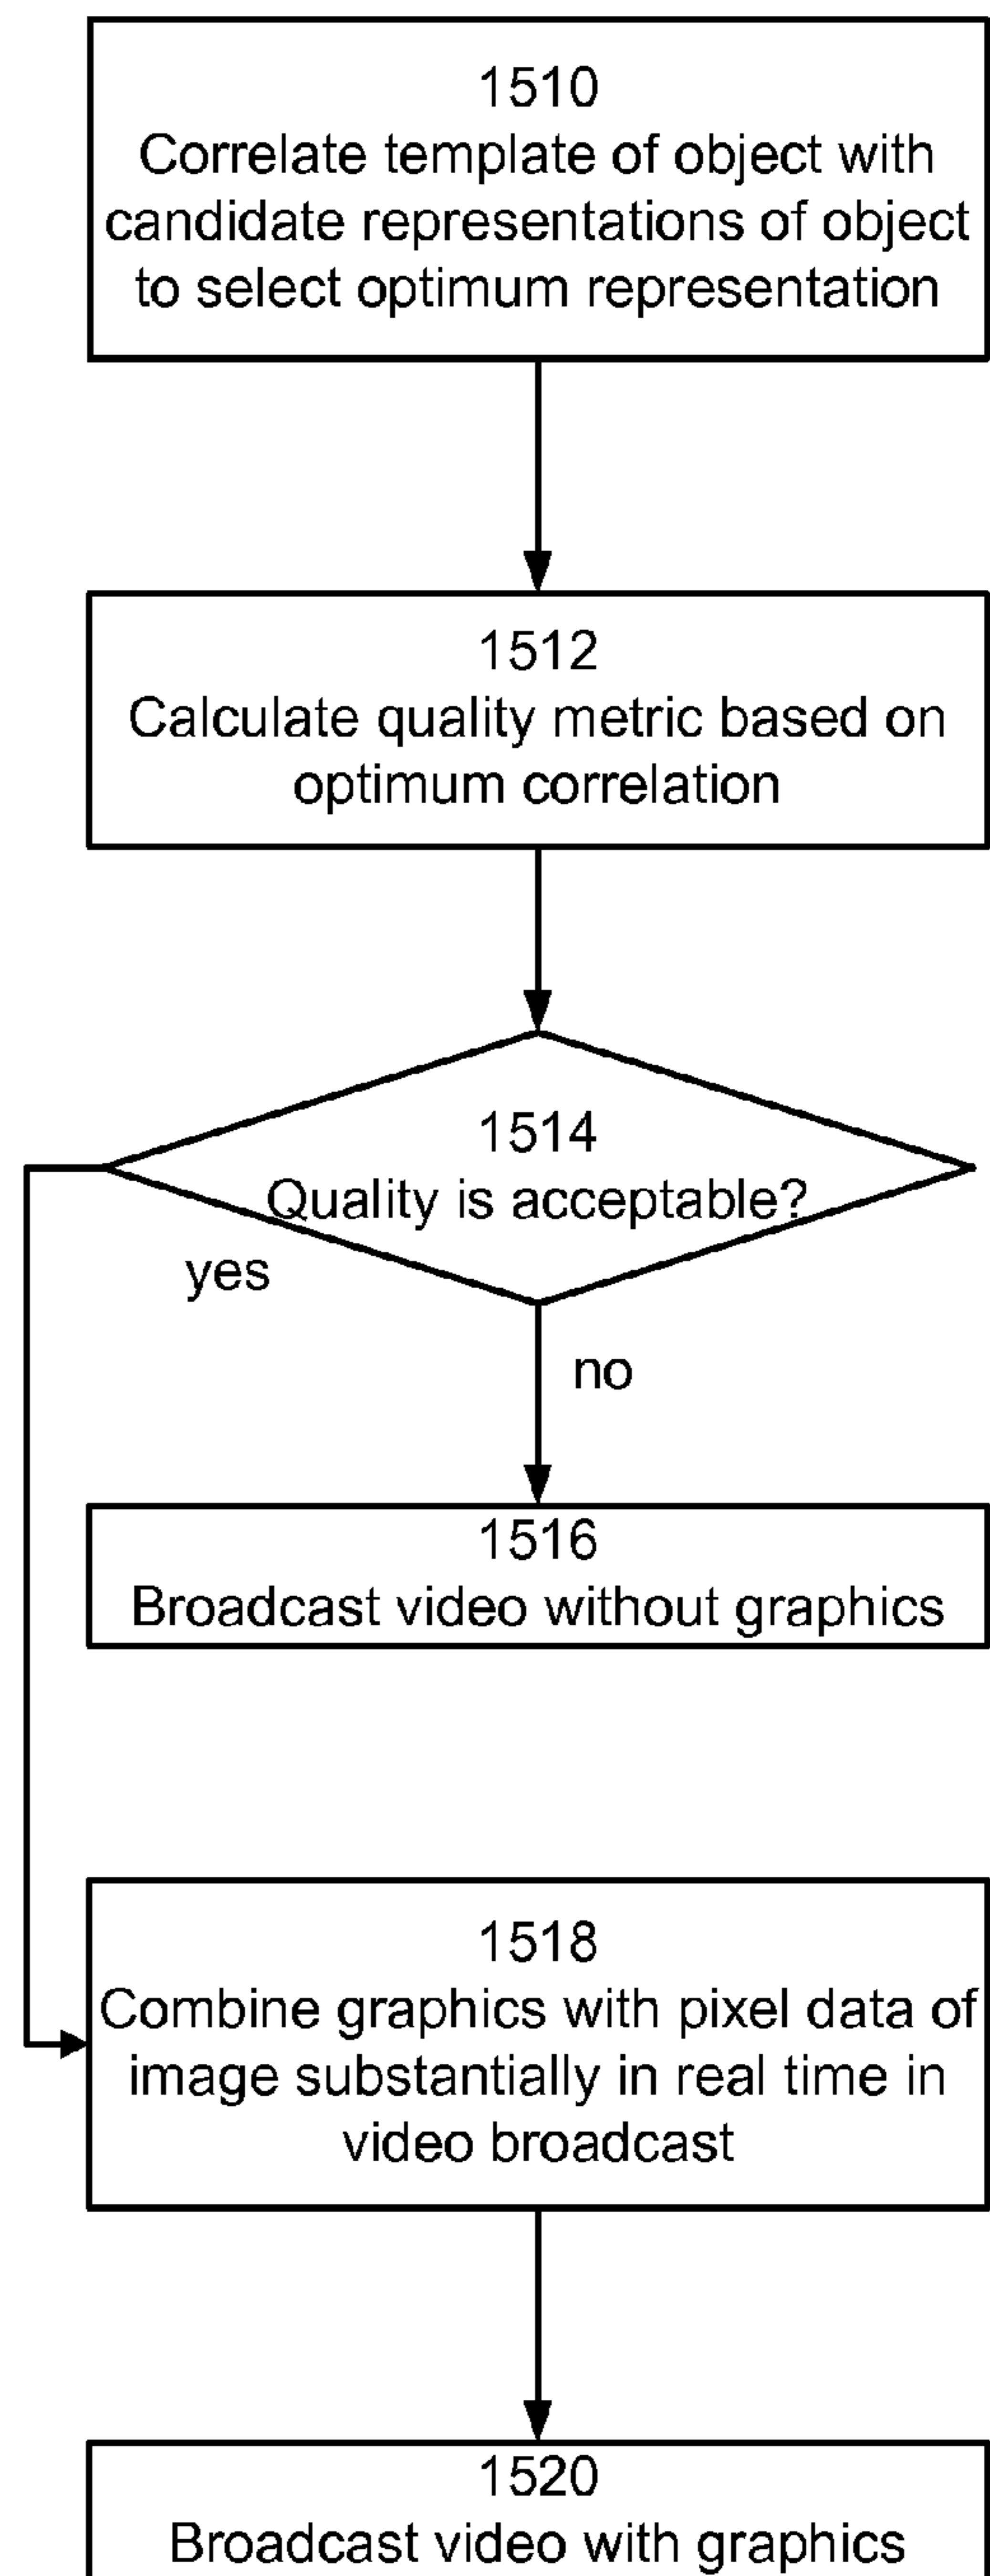 1510
Correlate template of object with
candidate representations of object
to select optimum representation
1512
Calculate quality metric based on
optimum correlation
1514
Quality is acceptable?
yes
no
1516
Broadcast video without graphics
1518
Combine graphics with pixel data of
image substantially in real time in
video broadcast
1520
Broadcast video with graphics